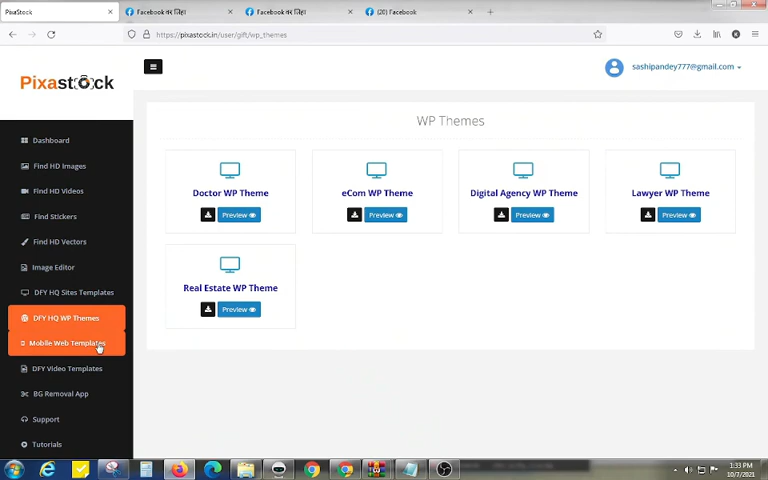 PixaStock
Facebook पर लिखा
Facebook पर लिखा
(20) Facebook
https://pixastock.in/user/gift/wp_themes
Pixastock
sashipandey777@gmail.com
WP Themes
Dashboard
Find HD Images
Find HD Videos
Find Stickers
Find HD Vectors
Image Editor
DFY HQ Sites Templates
DFY HQ WP Themes
Mobile Web Templates
DFY Video Templates
BG Removal App
Support
Tutorials
Doctor WP Theme
Preview
eCom WP Theme
Preview
Digital Agency WP Theme
Preview
Lawyer WP Theme
Preview
Real Estate WP Theme
Preview
1:33 PM
10/7/2021